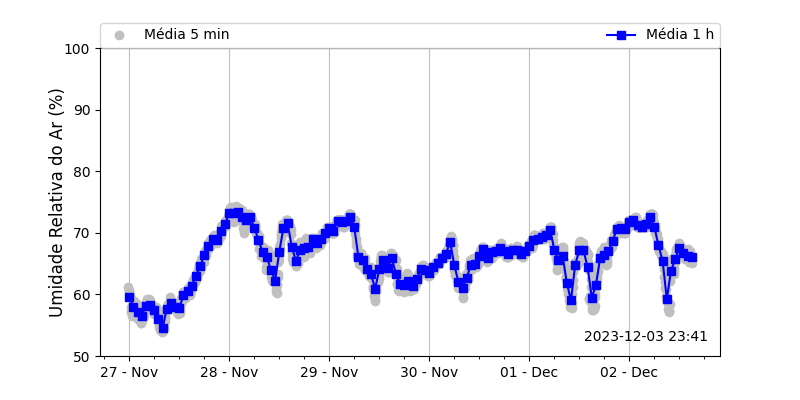 Média 5 min
Média 1 h
100
90
80
70
60
50
Umidade Relativa do Ar (%)
2023-12-03 23:41
27 - Nov
28 - Nov
29 - Nov
30 - Nov
01 - Dec
02 - Dec